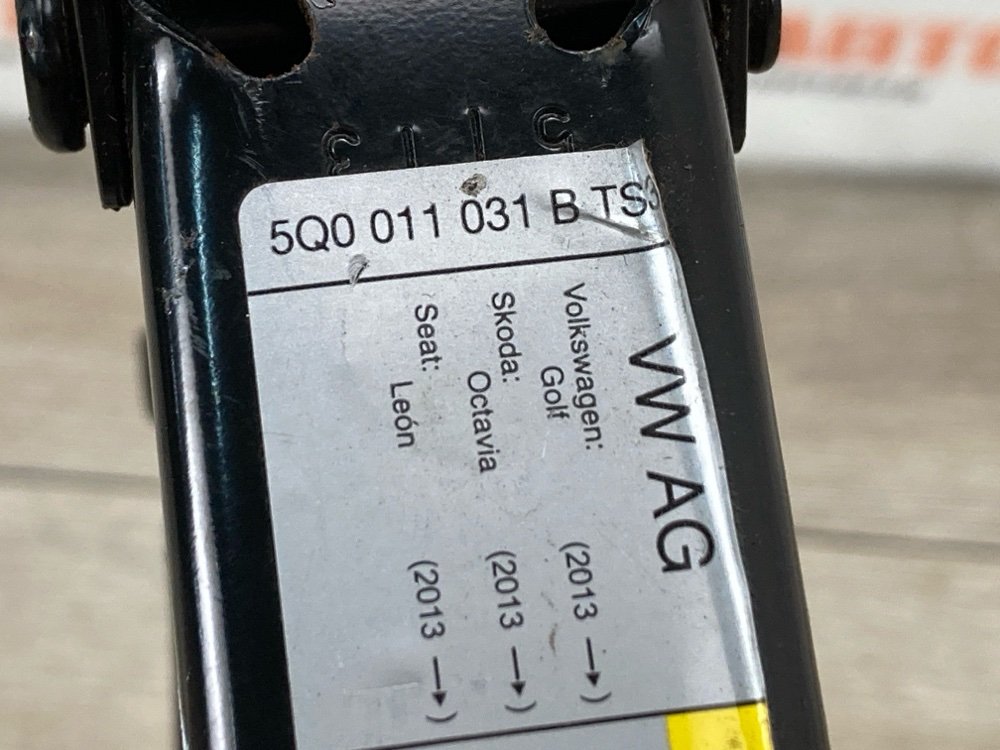 5Q0 011 031 B TS
VW AG
Volkswagen:
Golf (2013 →)
Skoda:
Octavia (2013 →)
Seat:
León (2013 →)